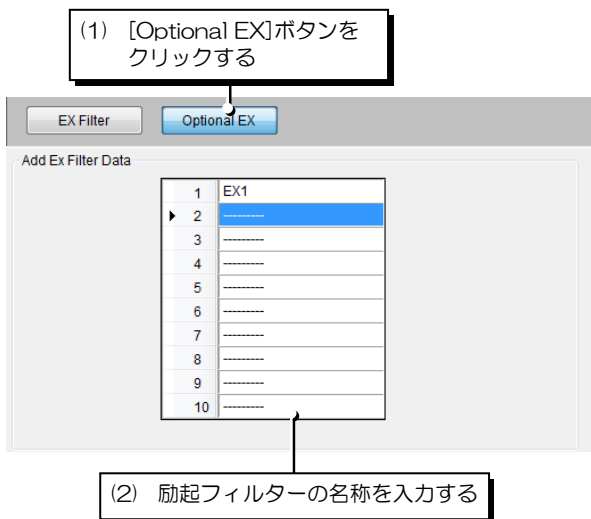 (1) [Optional EX]ボタンを
クリックする
EX Filter Optional EX
Add Ex Filter Data
1 EX1
2 ---------
3 ---------
4 ---------
5 ---------
6 ---------
7 ---------
8 ---------
9 ---------
10 ---------
(2) 励起フィルターの名称を入力する